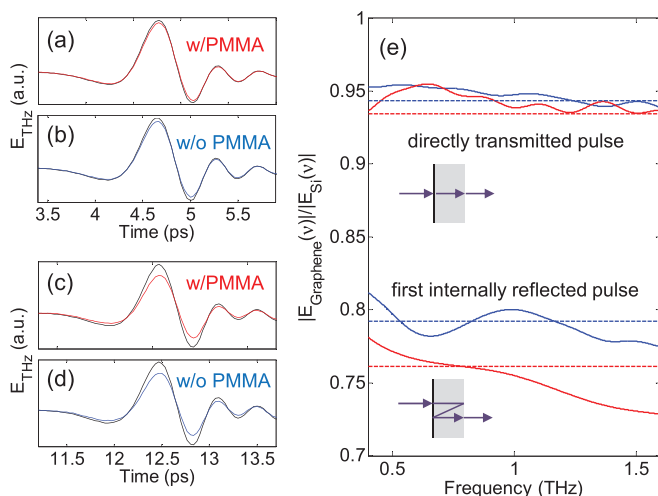 (a)
w/PMMA
(b)
w/o PMMA
E_THz (a.u.)
3.5 4 4.5 5 5.5
Time (ps)
(c)
w/PMMA
(d)
w/o PMMA
E_THz (a.u.)
11.5 12 12.5 13 13.5
Time (ps)
(e)
0.95
directly transmitted pulse
0.9
0.85
first internally reflected pulse
0.8
0.75
0.7
0.5 1 1.5
Frequency (THz)
|E_Graphene(ν)|/|E_Si(ν)|